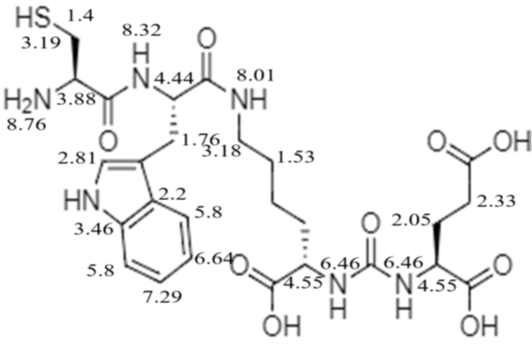 HS 1.4
3.19
8.32
H
N
O
4.44
8.01
NH
H₂N
8.76
3.88
O
1.76
3.18
1.53
2.81
NH
2.2
5.8
3.46
6.64
5.8
7.29
O
OH
2.33
2.05
O
O
4.55
6.46
N
H
6.46
N
H
4.55
O
OH
O
OH